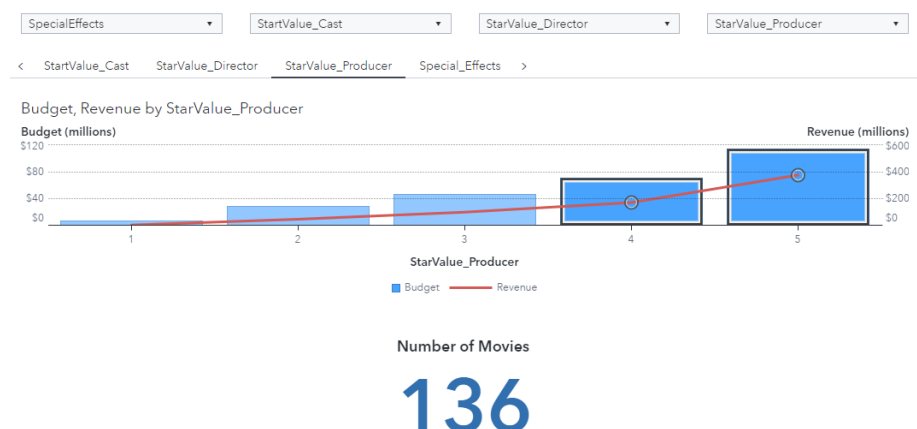 SpecialEffects StartValue_Cast StarValue_Director StarValue_Producer
< StartValue_Cast StarValue_Director StarValue_Producer Special_Effects >
Budget, Revenue by StarValue_Producer
Budget (millions) Revenue (millions)
$120 $600
$80 $400
$40 $200
$0 $0
1 2 3 4 5
StarValue_Producer
Budget Revenue
Number of Movies
136